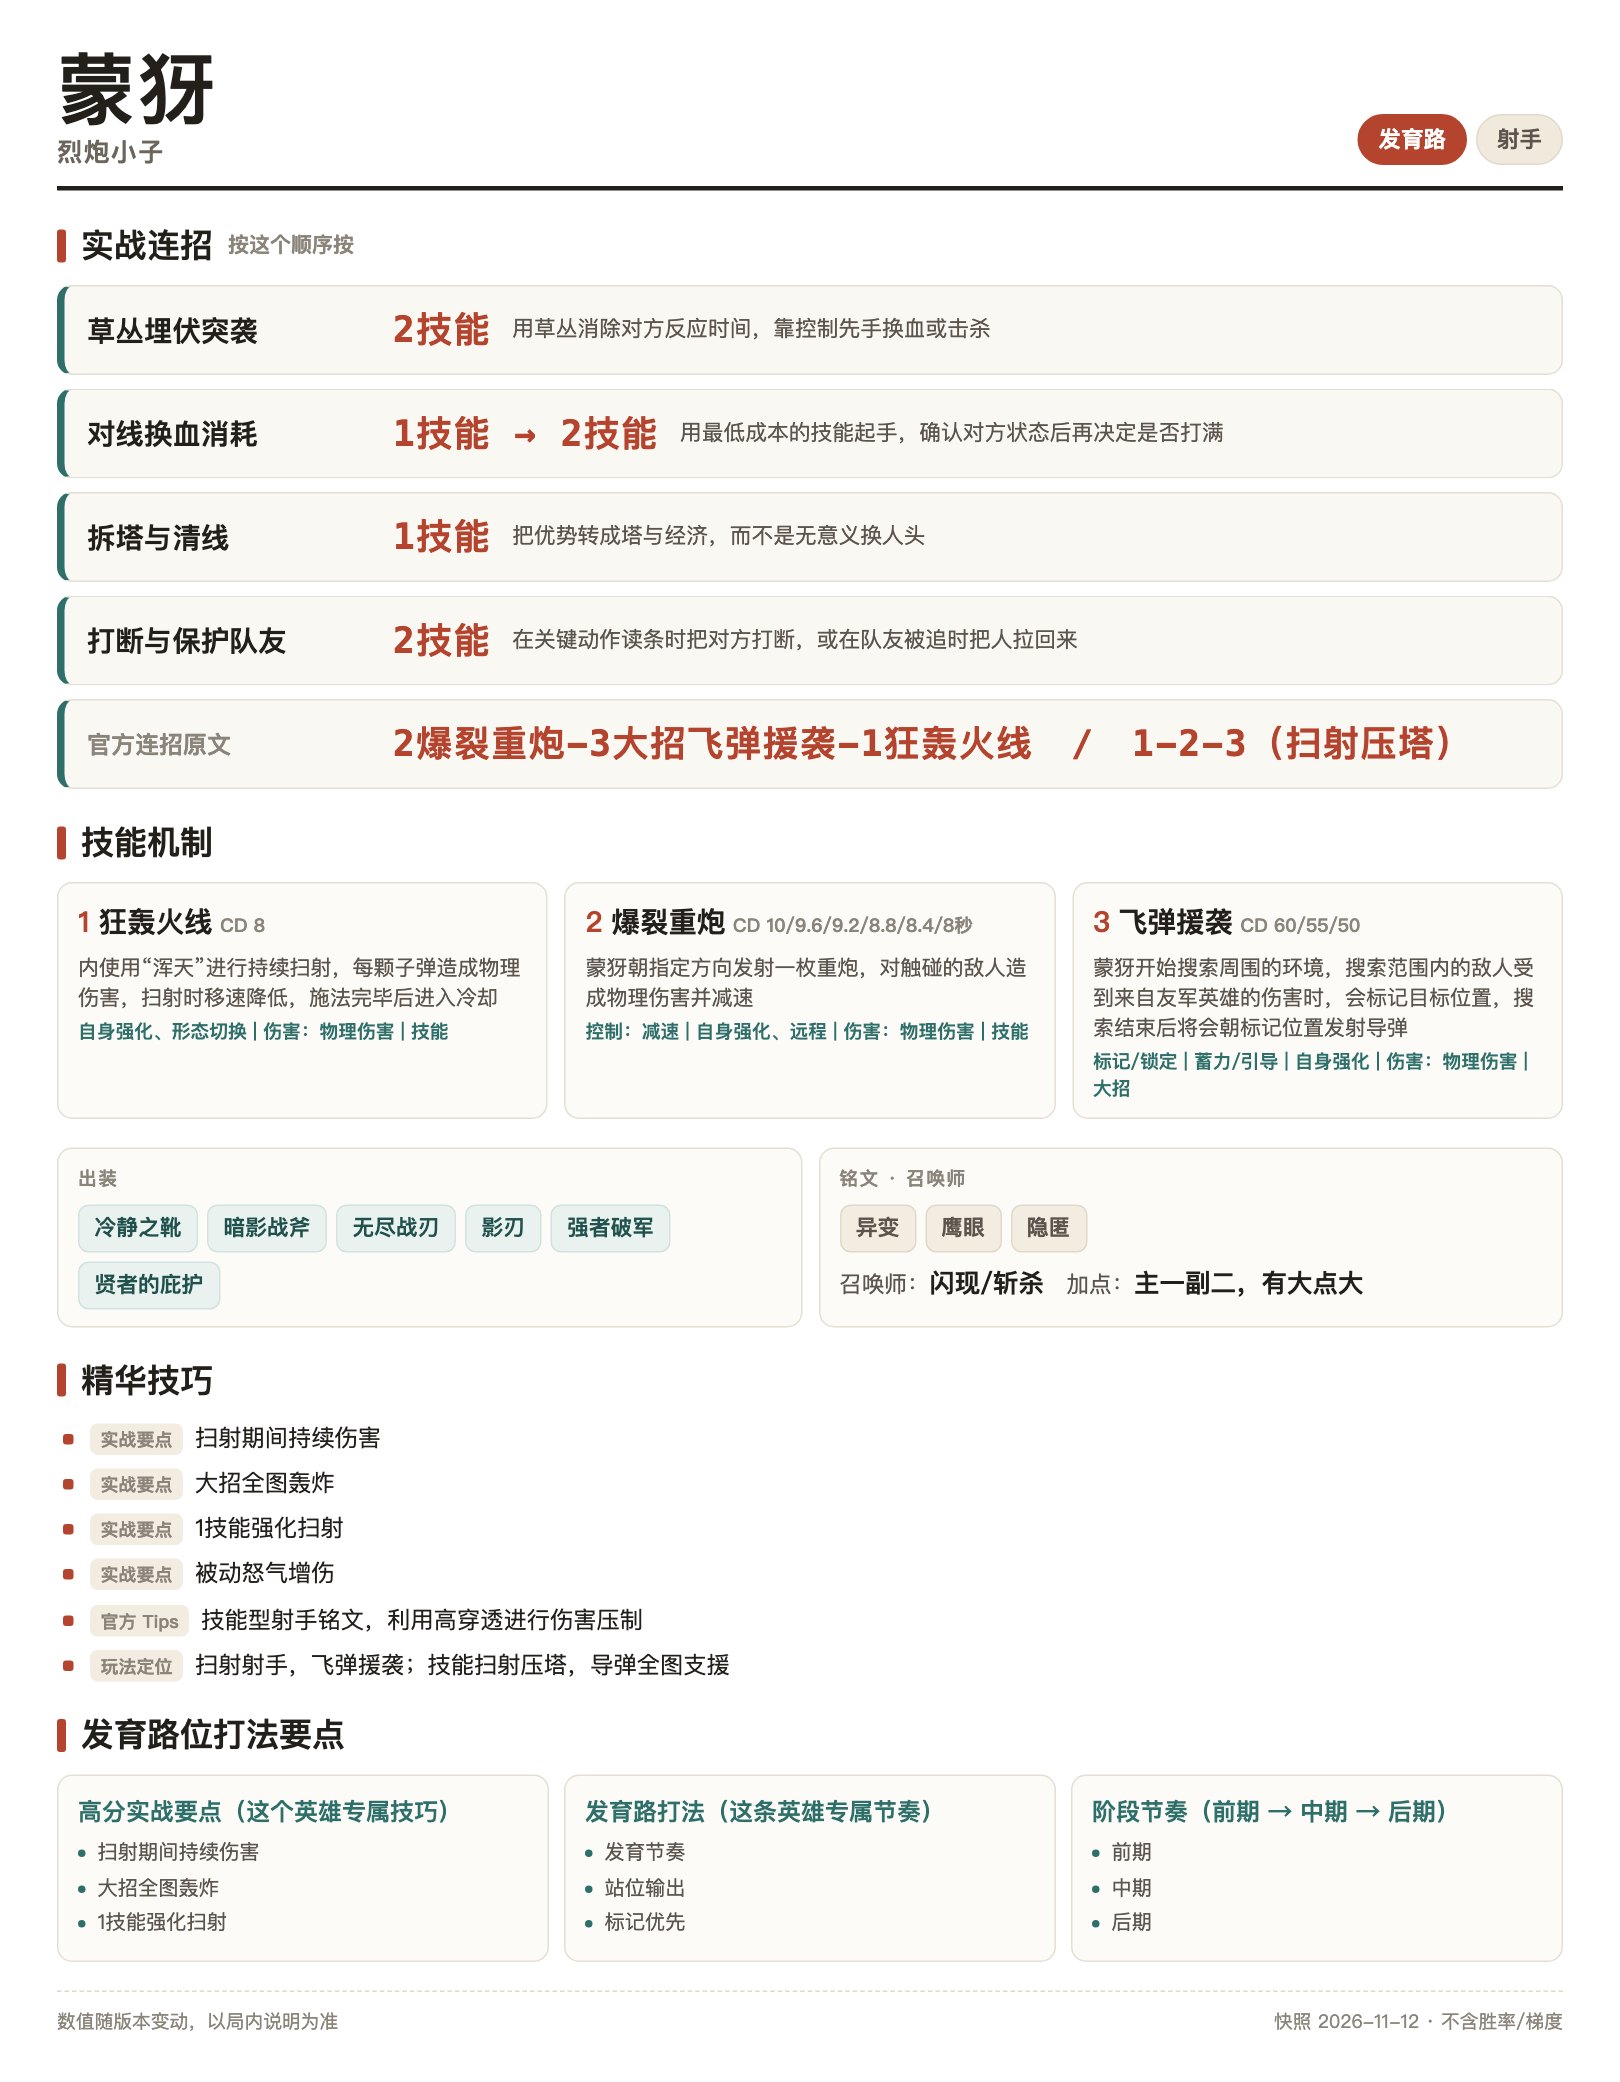 蒙犽
烈炮小子
发育路 射手
实战连招 按这个顺序按
草丛埋伏突袭 2技能 用草丛消除对方反应时间，靠控制先手换血或击杀
对线换血消耗 1技能 → 2技能 用最低成本的技能起手，确认对方状态后再决定是否打满
拆塔与清线 1技能 把优势转成塔与经济，而不是无意义换人头
打断与保护队友 2技能 在关键动作读条时把对方打断，或在队友被追时把人拉回来
官方连招原文 2爆裂重炮–3大招飞弹援袭–1狂轰火线 / 1–2–3（扫射压塔）
技能机制
1 狂轰火线 CD 8
内使用“浑天”进行持续扫射，每颗子弹造成物理
伤害，扫射时移速降低，施法完毕后进入冷却
自身强化、形态切换 | 伤害：物理伤害 | 技能
2 爆裂重炮 CD 10/9.6/9.2/8.8/8.4/8秒
蒙犽朝指定方向发射一枚重炮，对触碰的敌人造
成物理伤害并减速
控制：减速 | 自身强化、远程 | 伤害：物理伤害 | 技能
3 飞弹援袭 CD 60/55/50
蒙犽开始搜索周围的环境，搜索范围内的敌人受
到来自友军英雄的伤害时，会标记目标位置，搜
索结束后将会朝标记位置发射导弹
标记/锁定 | 蓄力/引导 | 自身强化 | 伤害：物理伤害 |
大招
出装
冷静之靴 暗影战斧 无尽战刃 影刃 强者破军
贤者的庇护
铭文 · 召唤师
异变 鹰眼 隐匿
召唤师：闪现/斩杀 加点：主一副二，有大点大
精华技巧
实战要点 扫射期间持续伤害
实战要点 大招全图轰炸
实战要点 1技能强化扫射
实战要点 被动怒气增伤
官方 Tips 技能型射手铭文，利用高穿透进行伤害压制
玩法定位 扫射射手，飞弹援袭；技能扫射压塔，导弹全图支援
发育路位打法要点
高分实战要点（这个英雄专属技巧）
扫射期间持续伤害
大招全图轰炸
1技能强化扫射
发育路打法（这条英雄专属节奏）
发育节奏
站位输出
标记优先
阶段节奏（前期 → 中期 → 后期）
前期
中期
后期
数值随版本变动，以局内说明为准
快照 2026–11–12 · 不含胜率/梯度